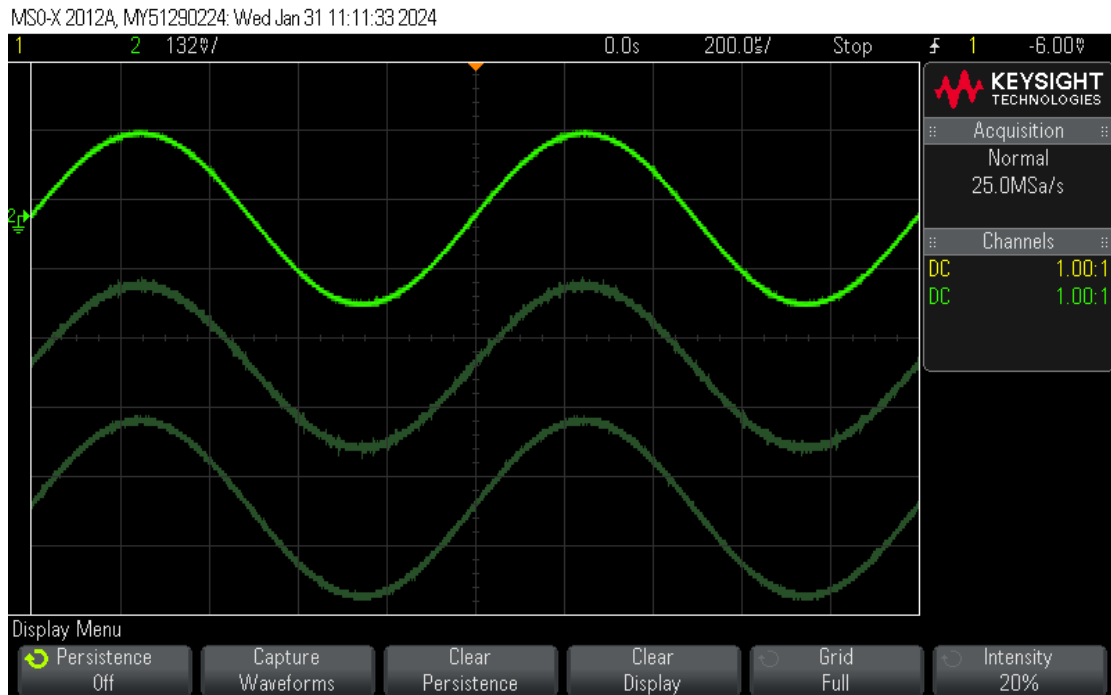 MSO-X 2012A, MY51290224: Wed Jan 31 11:11:33 2024
1 2 132mV/ 0.0s 200.0µs/ Stop 1 -6.00mV
KEYSIGHT
TECHNOLOGIES
Acquisition
Normal
25.0MSa/s
Channels
DC 1.00:1
DC 1.00:1
2
Display Menu
Persistence Capture Clear Clear Grid Intensity
Off Waveforms Persistence Display Full 20%